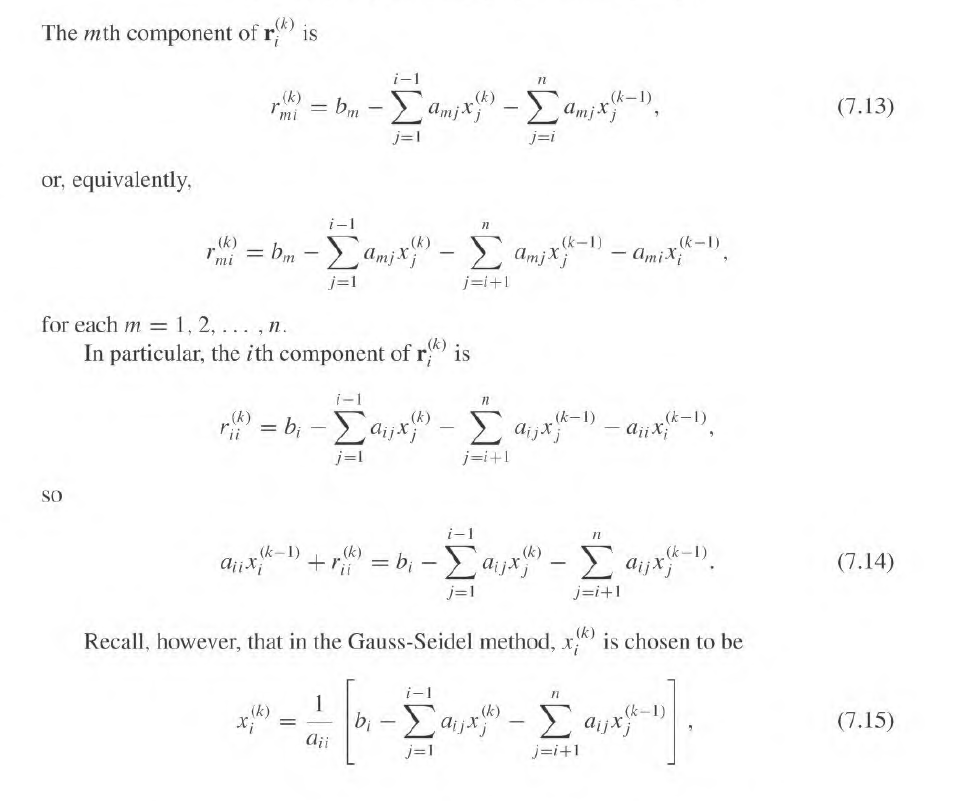 The mth component of $\mathbf{r}_i^{(k)}$ is
$r_{mi}^{(k)} = b_m - \sum_{j=1}^{i-1} a_{mj} x_j^{(k)} - \sum_{j=i}^{n} a_{mj} x_j^{(k-1)},$ (7.13)
or, equivalently,
$r_{mi}^{(k)} = b_m - \sum_{j=1}^{i-1} a_{mj} x_j^{(k)} - \sum_{j=i+1}^{n} a_{mj} x_j^{(k-1)} - a_{mi} x_i^{(k-1)},$
for each $m = 1, 2, \ldots, n.$
In particular, the ith component of $\mathbf{r}_i^{(k)}$ is
$r_{ii}^{(k)} = b_i - \sum_{j=1}^{i-1} a_{ij} x_j^{(k)} - \sum_{j=i+1}^{n} a_{ij} x_j^{(k-1)} - a_{ii} x_i^{(k-1)},$
so
$a_{ii} x_i^{(k-1)} + r_{ii}^{(k)} = b_i - \sum_{j=1}^{i-1} a_{ij} x_j^{(k)} - \sum_{j=i+1}^{n} a_{ij} x_j^{(k-1)}.$ (7.14)
Recall, however, that in the Gauss-Seidel method, $x_i^{(k)}$ is chosen to be
$x_i^{(k)} = \frac{1}{a_{ii}} \left[ b_i - \sum_{j=1}^{i-1} a_{ij} x_j^{(k)} - \sum_{j=i+1}^{n} a_{ij} x_j^{(k-1)} \right],$ (7.15)